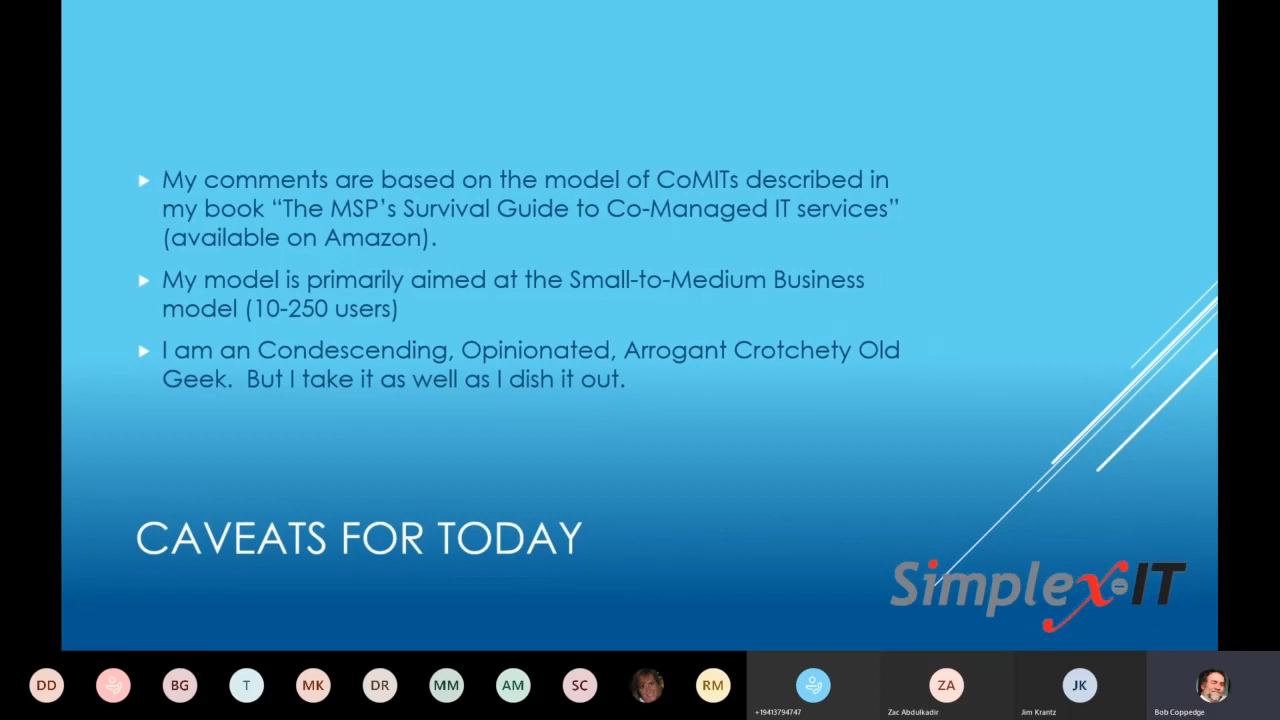 My comments are based on the model of CoMITs described in
my book “The MSP’s Survival Guide to Co-Managed IT services”
(available on Amazon).
My model is primarily aimed at the Small-to-Medium Business
model (10-250 users)
I am an Condescending, Opinionated, Arrogant Crotchety Old
Geek.  But I take it as well as I dish it out.
CAVEATS FOR TODAY
Simplex-IT
DD
BG
T
MK
DR
MM
AM
SC
RM
+19413794747
ZA
Zac Abdulkadir
JK
Jim Krantz
Bob Coppedge